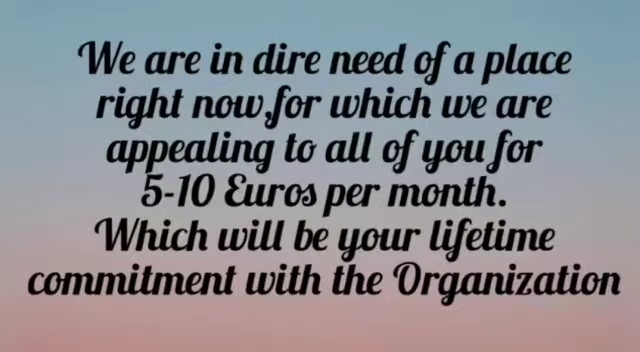 We are in dire need of a place
right now,for which we are
appealing to all of you for
5-10 Euros per month.
Which will be your lifetime
commitment with the Organization